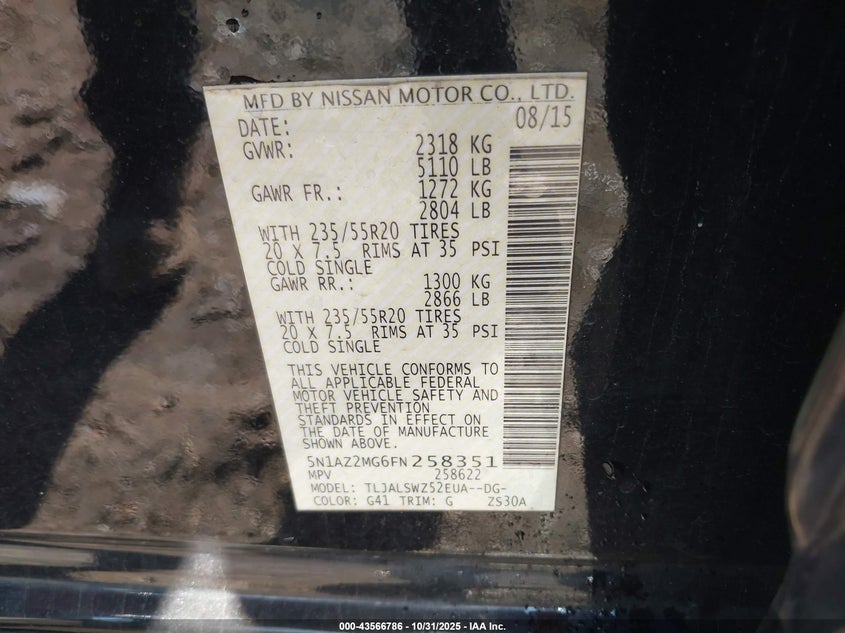 MFD BY NISSAN MOTOR CO., LTD.
DATE: 08/15
GVWR: 2318 KG
5110 LB
GAWR FR.: 1272 KG
2804 LB
WITH 235/55R20 TIRES
20 X 7.5 RIMS AT 35 PSI
COLD SINGLE
GAWR RR.: 1300 KG
2866 LB
WITH 235/55R20 TIRES
20 X 7.5 RIMS AT 35 PSI
COLD SINGLE
THIS VEHICLE CONFORMS TO
ALL APPLICABLE FEDERAL
MOTOR VEHICLE SAFETY AND
THEFT PREVENTION
STANDARDS IN EFFECT ON
THE DATE OF MANUFACTURE
SHOWN ABOVE.
5N1AZ2MG6FN258351
MPV 258622
MODEL: TLJALSWZ52EUA--DG-
COLOR: G41 TRIM: G ZS30A
000-43566786 - 10/31/2025 - IAA Inc.